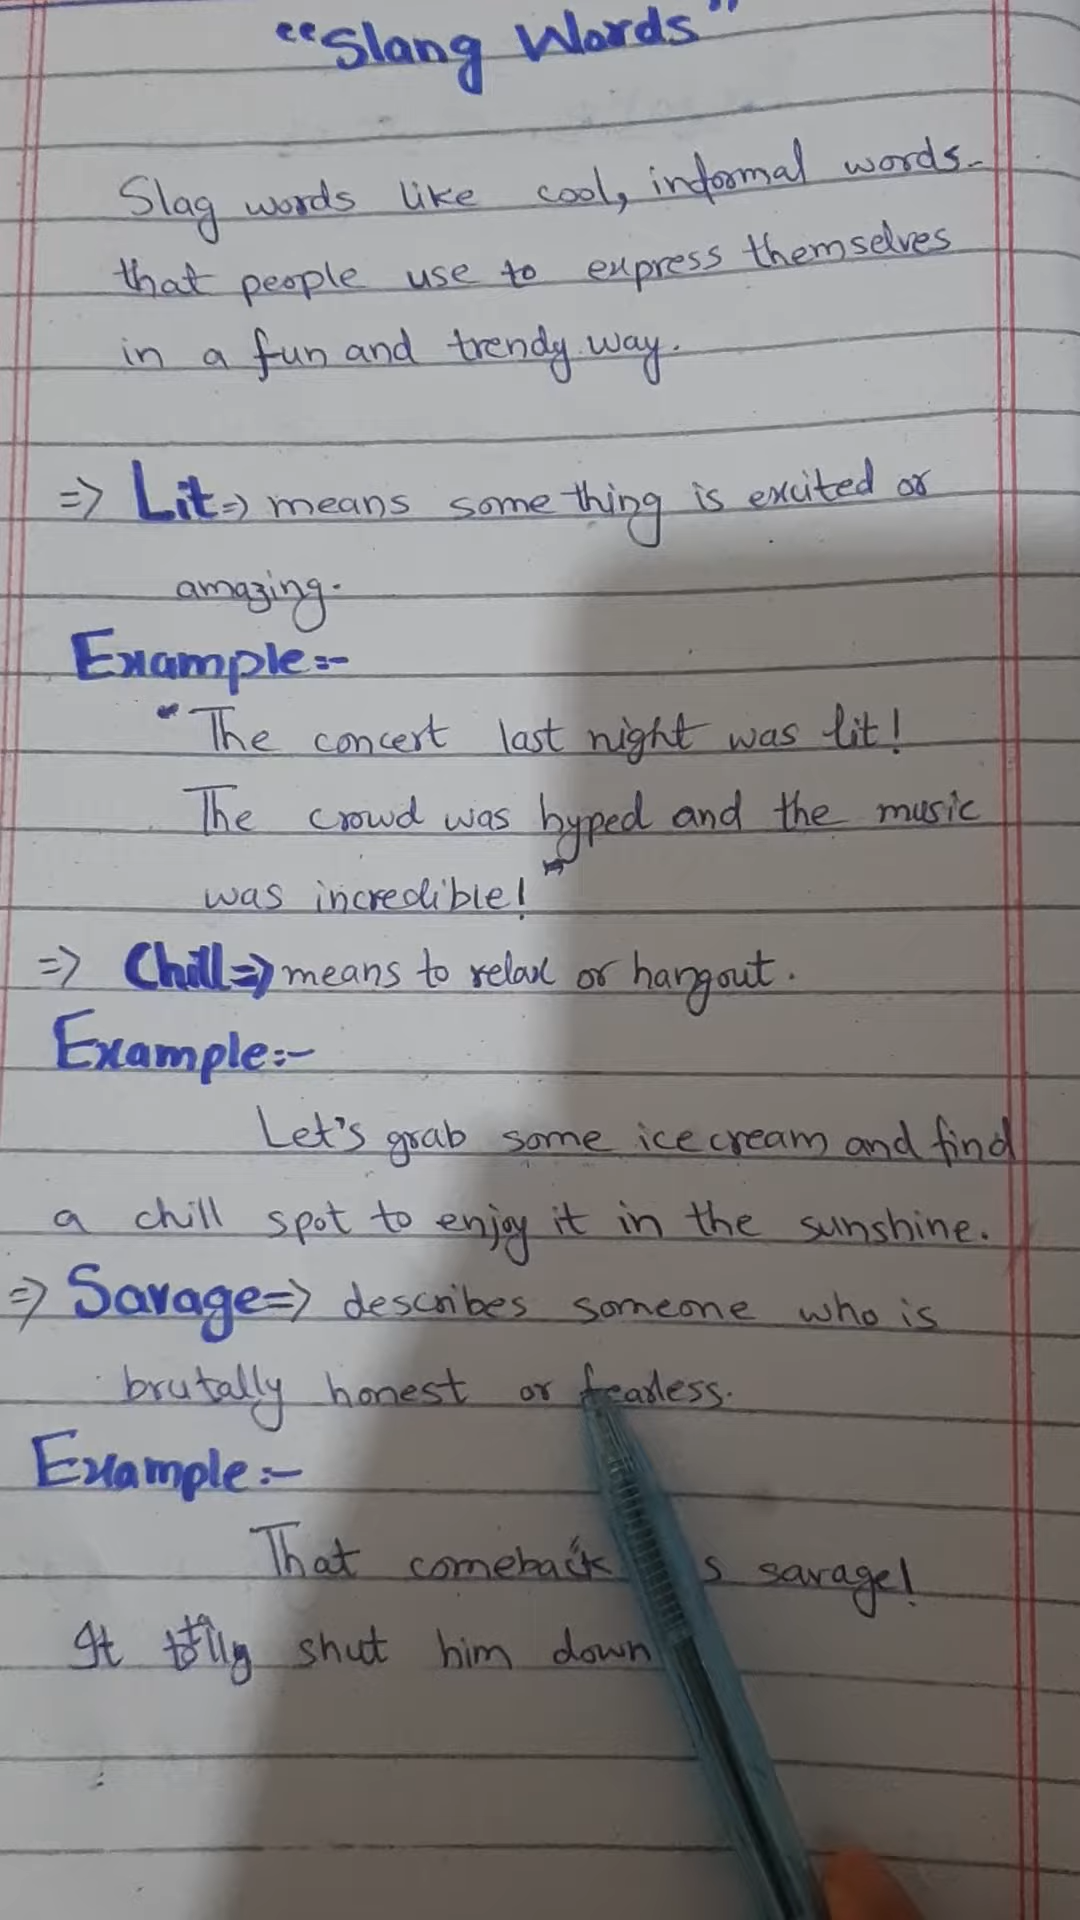 "Slang Words"
Slag words like cool, informal words
that people use to express themselves
in a fun and trendy way.
=> Lit => means some thing is excited or
amazing.
Example:-
"The concert last night was lit!
The crowd was hyped and the music
was incredible!"
=> Chill => means to relax or hangout.
Example:-
Let's grab some ice cream and find
a chill spot to enjoy it in the sunshine.
=> Savage => describes someone who is
brutally honest or fearless.
Example:-
That comeback s savage!
It shut him down